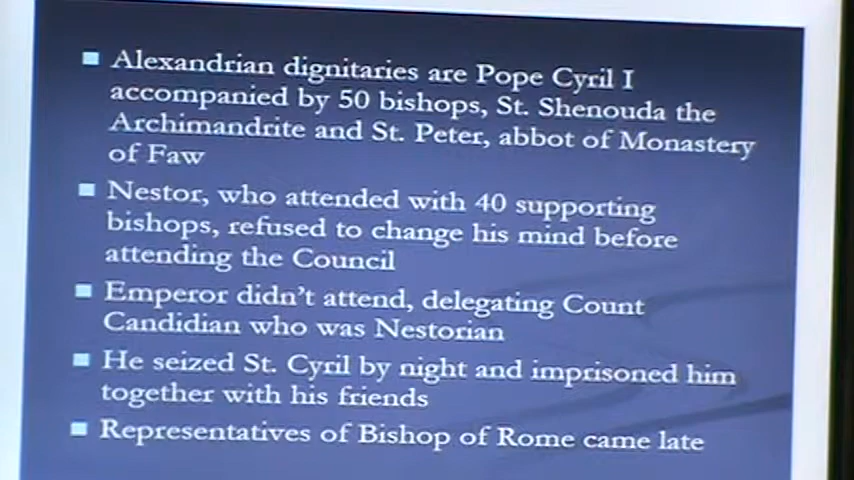 Alexandrian dignitaries are Pope Cyril I
accompanied by 50 bishops, St. Shenouda the
Archimandrite and St. Peter, abbot of Monastery
of Faw
Nestor, who attended with 40 supporting
bishops, refused to change his mind before
attending the Council
Emperor didn't attend, delegating Count
Candidian who was Nestorian
He seized St. Cyril by night and imprisoned him
together with his friends
Representatives of Bishop of Rome came late